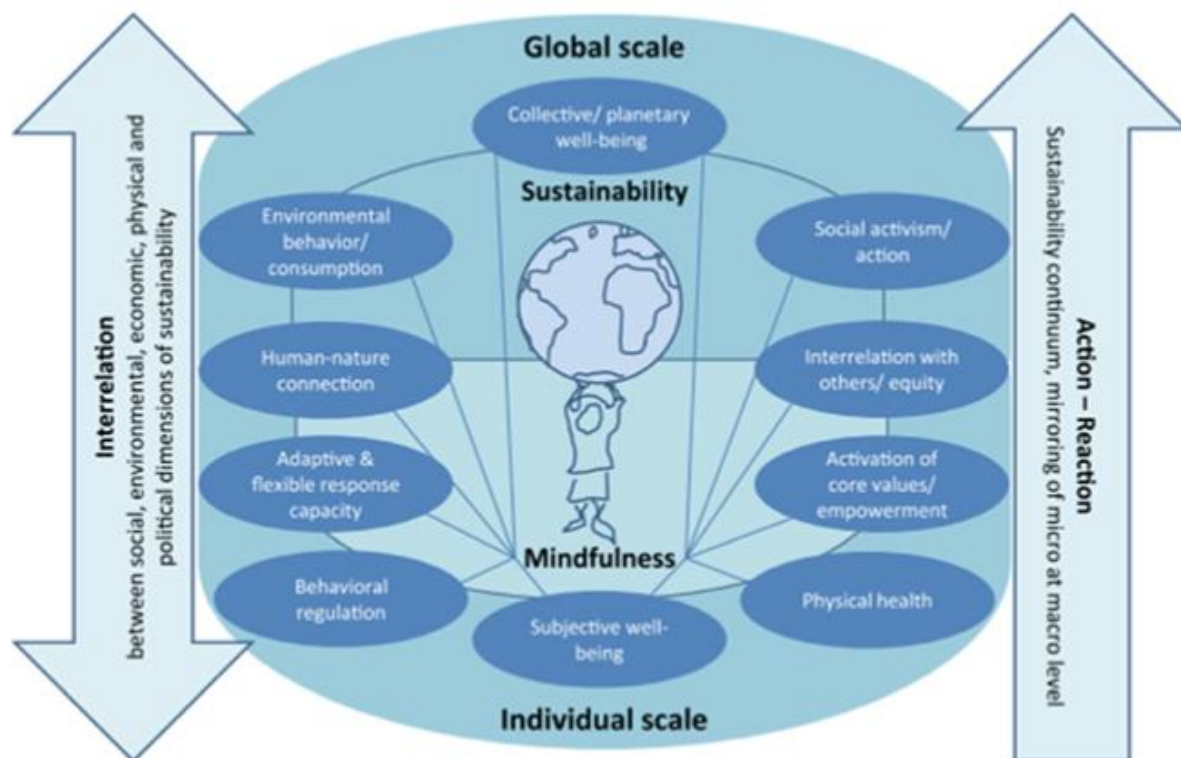 Global scale
Collective/ planetary
well-being
Sustainability
Environmental
behavior/
consumption
Social activism/
action
Human-nature
connection
Interrelation with
others/ equity
Adaptive &
flexible response
capacity
Activation of
core values/
empowerment
Mindfulness
Behavioral
regulation
Physical health
Subjective well-
being
Individual scale
Interrelation
between social, environmental, economic, physical and
political dimensions of sustainability
Action – Reaction
Sustainability continuum, mirroring of micro at macro level